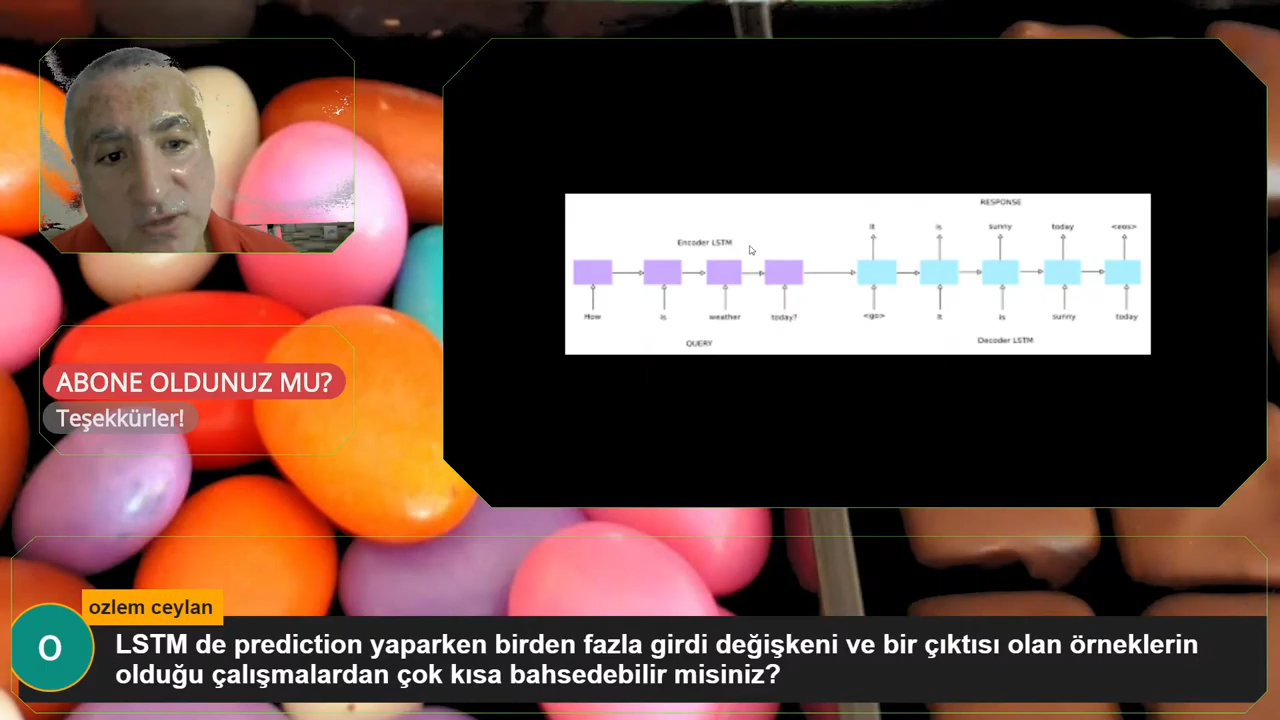 RESPONSE
It is sunny today <eos>
Encoder LSTM
How is weather today? <go> It is sunny today
QUERY
Decoder LSTM
ABONE OLDUNUZ MU?
Teşekkürler!
ozlem ceylan
O
LSTM de prediction yaparken birden fazla girdi değişkeni ve bir çıktısı olan örneklerin
olduğu çalışmalardan çok kısa bahsedebilir misiniz?